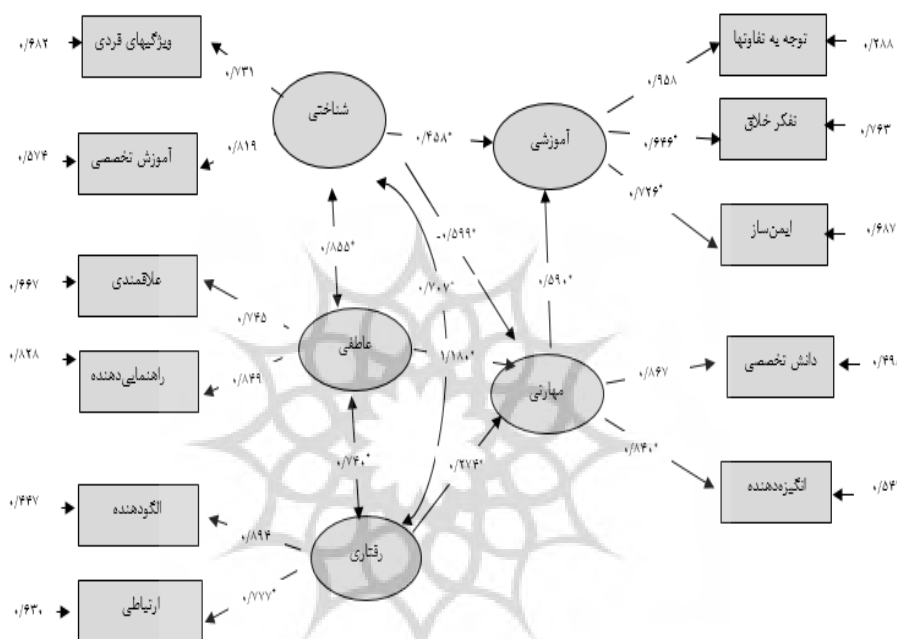 ۰/۶۸۲
ویژگیهای فردی
۰/۷۳۱
شناختی
توجه به تفاوتها
۰/۲۸۸
۰/۹۵۸
۰/۵۷۴
آموزش تخصصی
۰/۸۱۹
۰/۴۵۸*
آموزشی
۰/۶۴۶*
تفکر خلاق
۰/۷۶۳
۰/۷۲۶*
ایمن‌ساز
۰/۶۸۷
۰/۸۵۵*
-۰/۵۹۹*
۰/۷۰۷*
۰/۵۹۰*
۰/۶۶۷
علاقمندی
۰/۷۴۵
عاطفی
۱/۱۸۰*
۰/۸۲۸
راهنمایی‌دهنده
۰/۸۴۹
مهارتی
۰/۸۶۷
دانش تخصصی
۰/۸۴۰*
۰/۷۴۰*
۰/۲۷۴*
انگیزه‌دهنده
۰/۴۴۷
الگودهنده
۰/۸۹۴
رفتاری
۰/۶۳۰
ارتباطی
۰/۷۷۷*